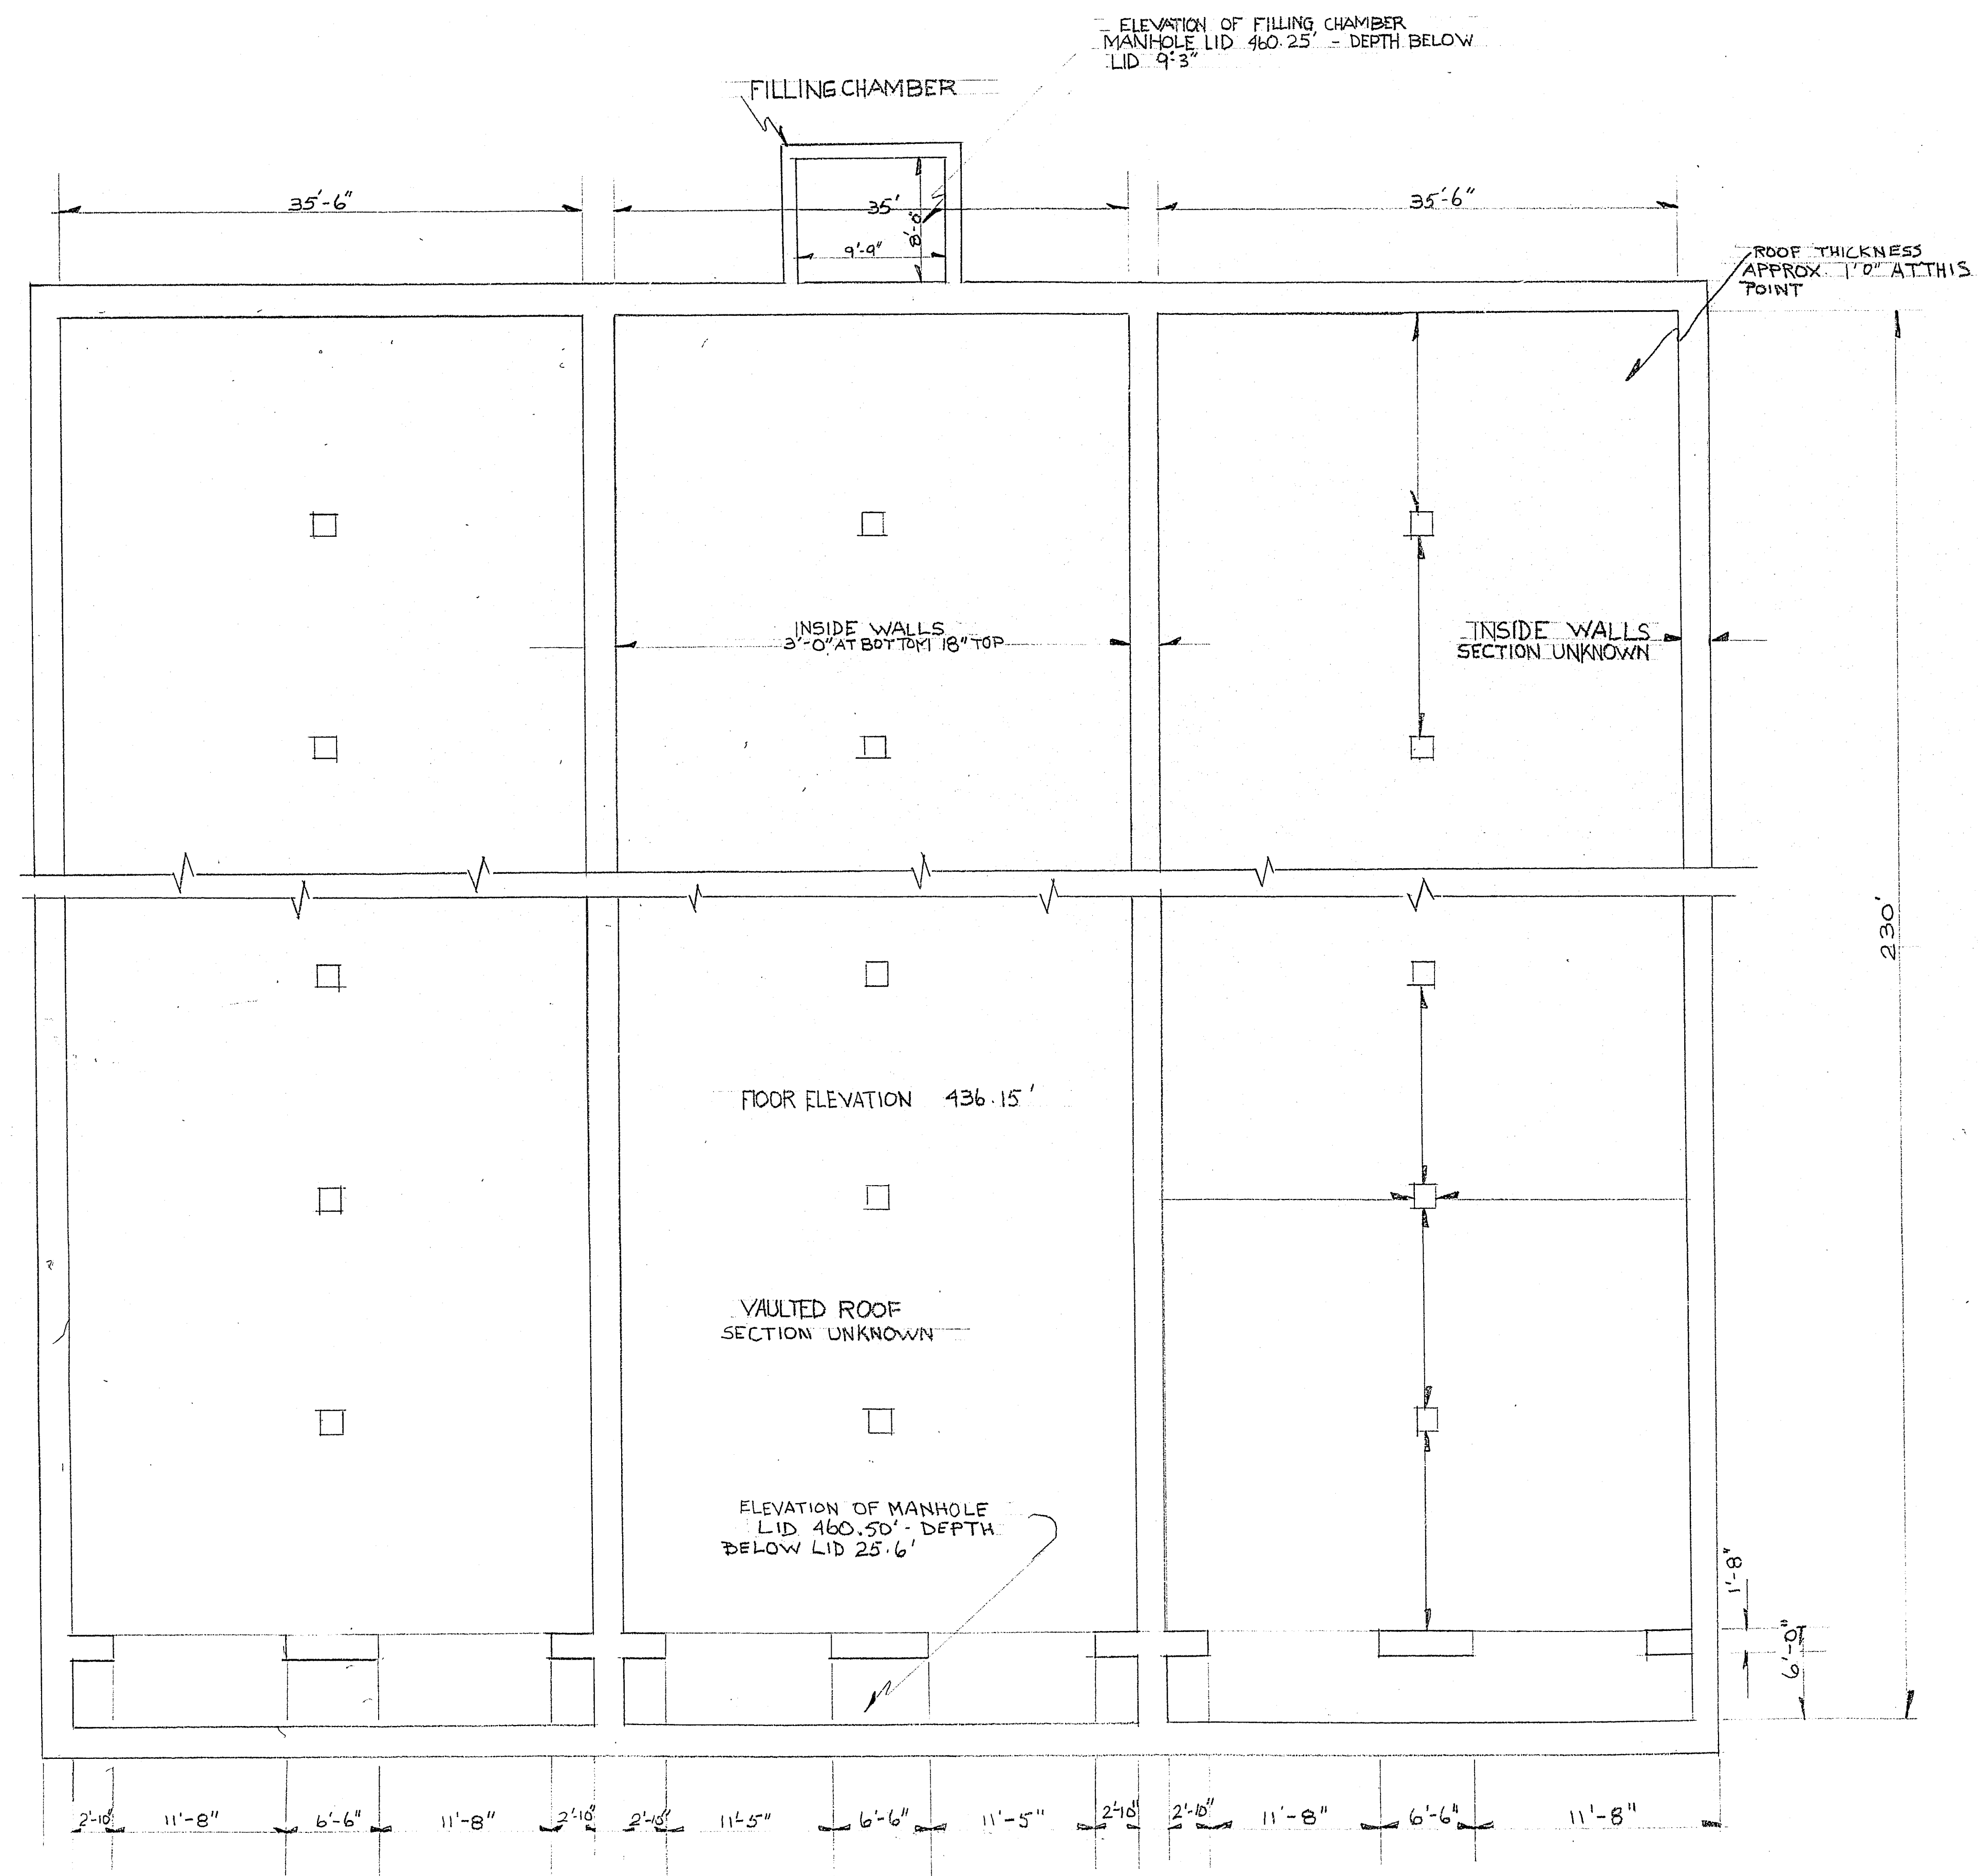 ELEVATION OF FILLING CHAMBER
MANHOLE LID 460.25' - DEPTH BELOW
LID 9'-3"
FILLING CHAMBER
35'-6"
35'
35'-6"
8'-0"
9'-9"
ROOF THICKNESS
APPROX. 1'0" AT THIS
POINT
INSIDE WALLS
3'-0" AT BOTTOM 18" TOP
INSIDE WALLS
SECTION UNKNOWN
230'
FLOOR ELEVATION 436.15'
VAULTED ROOF
SECTION UNKNOWN
ELEVATION OF MANHOLE
LID 460.50' - DEPTH
BELOW LID 25.6'
1'-8"
6'-0"
2'-10" 11'-8" 6'-6" 11'-8" 2'-10" 2'-10" 11'-5" 6'-6" 11'-5" 2'-10" 2'-10" 11'-8" 6'-6" 11'-8"